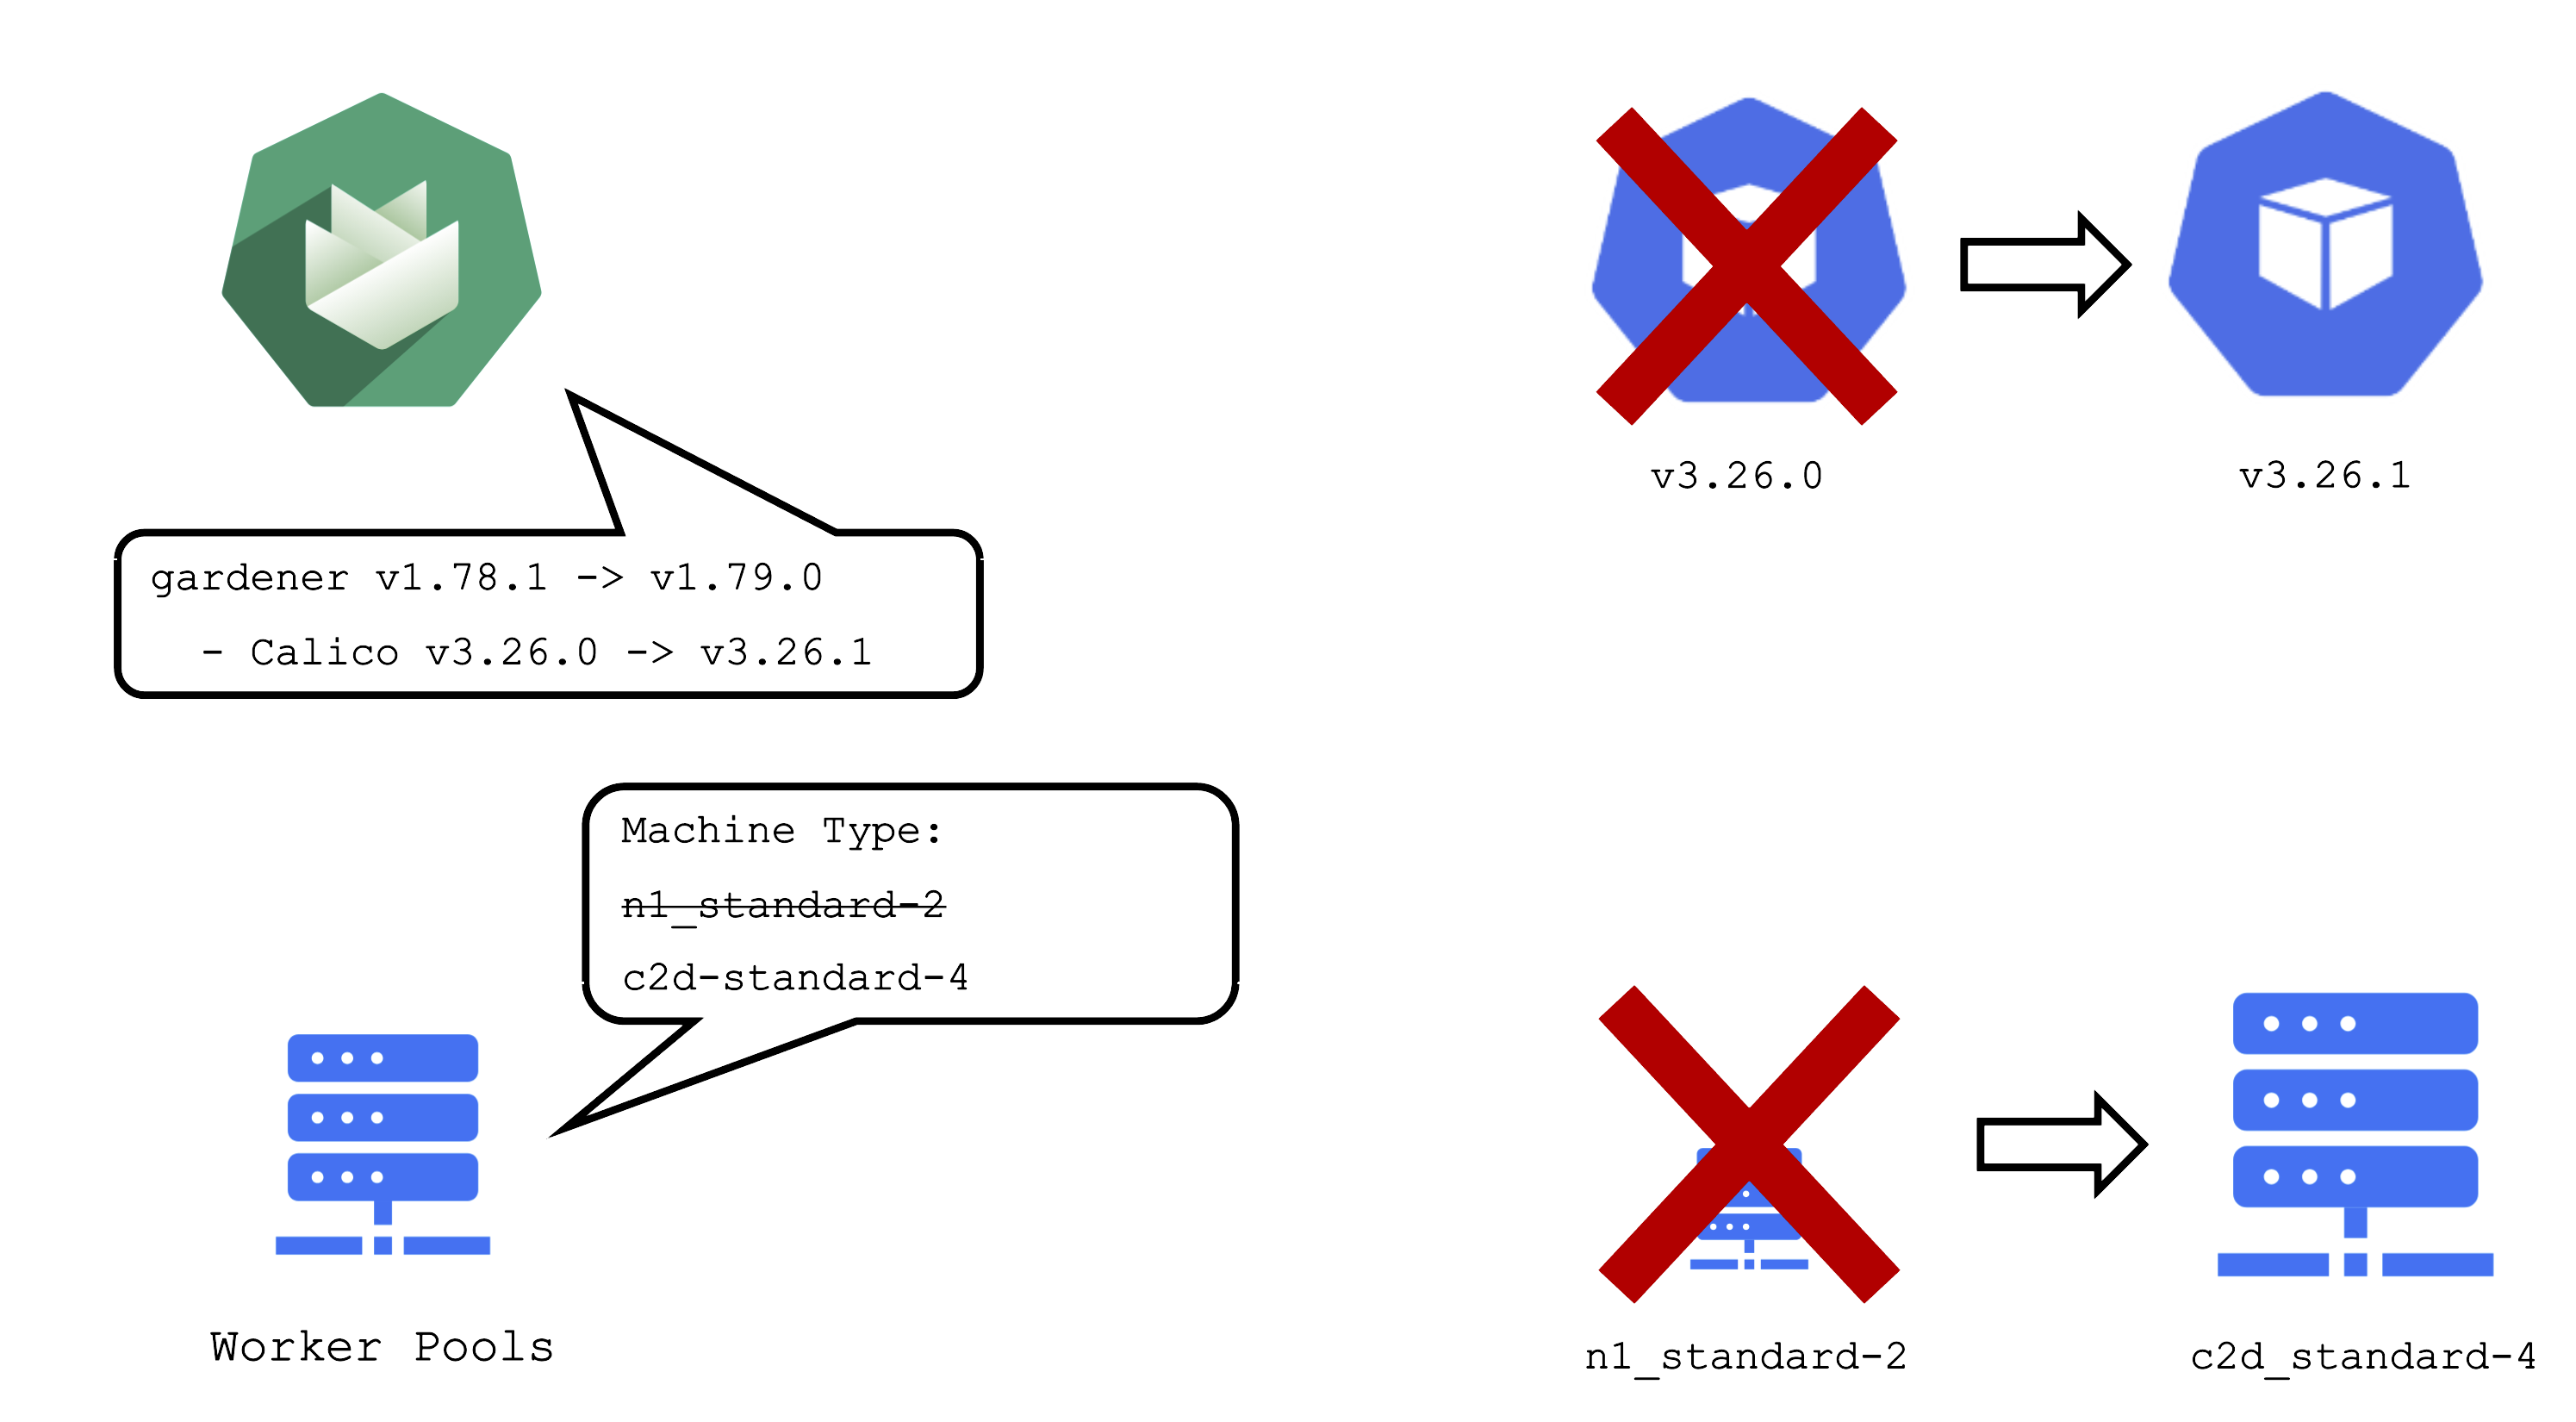 v3.26.0
v3.26.1
gardener v1.78.1 -> v1.79.0
- Calico v3.26.0 -> v3.26.1
Machine Type:
n1_standard-2
c2d-standard-4
Worker Pools
n1_standard-2
c2d_standard-4